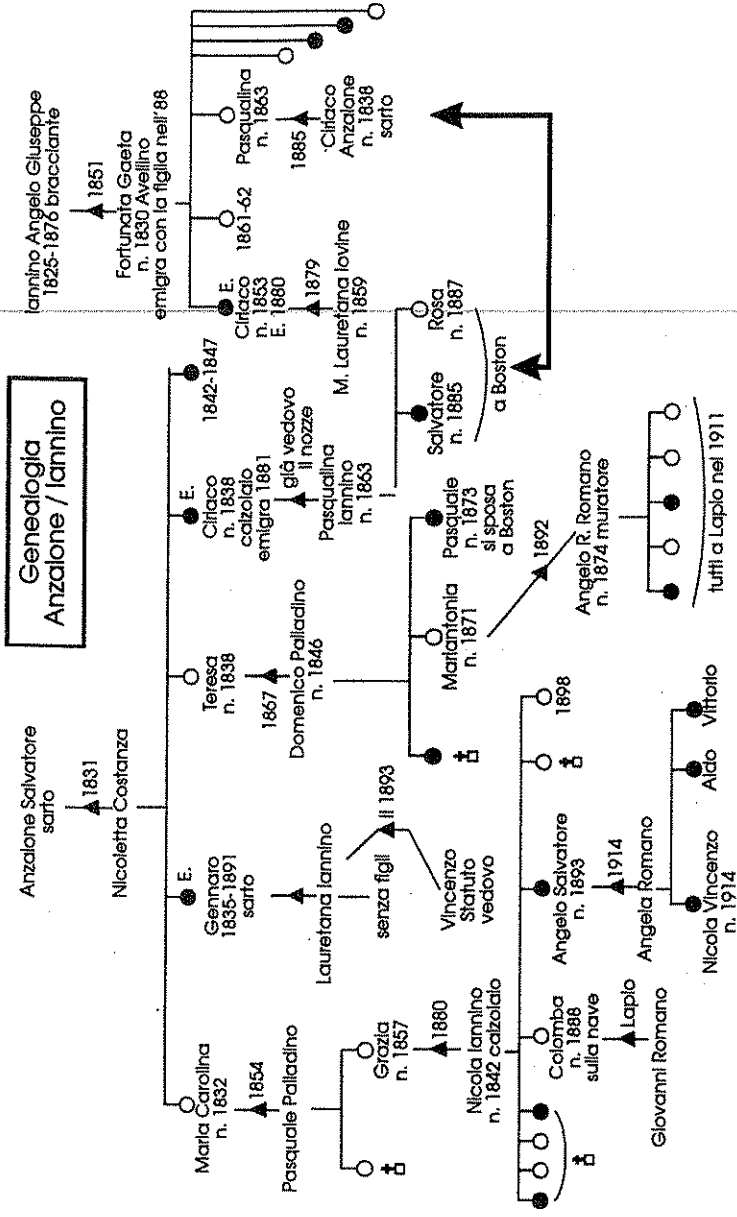 Genealogia
Anzalone / Iannino
Anzalone Salvatore
sarto
1831
Nicoletta Costanza
Maria Carolina
n. 1832
1854
Pasquale Palladino
Grazia
n. 1857
1880
Nicola Iannino
n. 1842 calzolaio
Colomba
n. 1888
sulla nave
Lapio
Giovanni Romano
Angelo Salvatore
n. 1893
1914
Angela Romano
Nicola Vincenzo
n. 1914
Aldo
Vittorio
1898
E.
Gennaro
1835-1891
sarto
Lauretana Iannino
senza figli
II 1893
Vincenzo
Statuto
vedovo
Teresa
n. 1838
1867
Domenico Palladino
n. 1846
Mariantonia
n. 1871
Pasquale
n. 1873
si sposa
a Boston
1892
Angelo R. Romano
n. 1874 muratore
tutti a Lapio nel 1911
E.
Ciriaco
n. 1838
calzolaio
emigra 1881
già vedovo
II nozze
Pasqualina
Iannino
n. 1863
Salvatore
n. 1885
Rosa
n. 1887
a Boston
1842-1847
Iannino Angelo Giuseppe
1825-1876 bracciante
1851
Fortunata Gaeta
n. 1830 Avellino
emigra con la figlia nell'88
E.
Ciriaco
n. 1853
E. 1880
1879
M. Lauretana Iovine
n. 1859
1861-62
Pasqualina
n. 1863
1885
Ciriaco
Anzalone
n. 1838
sarto